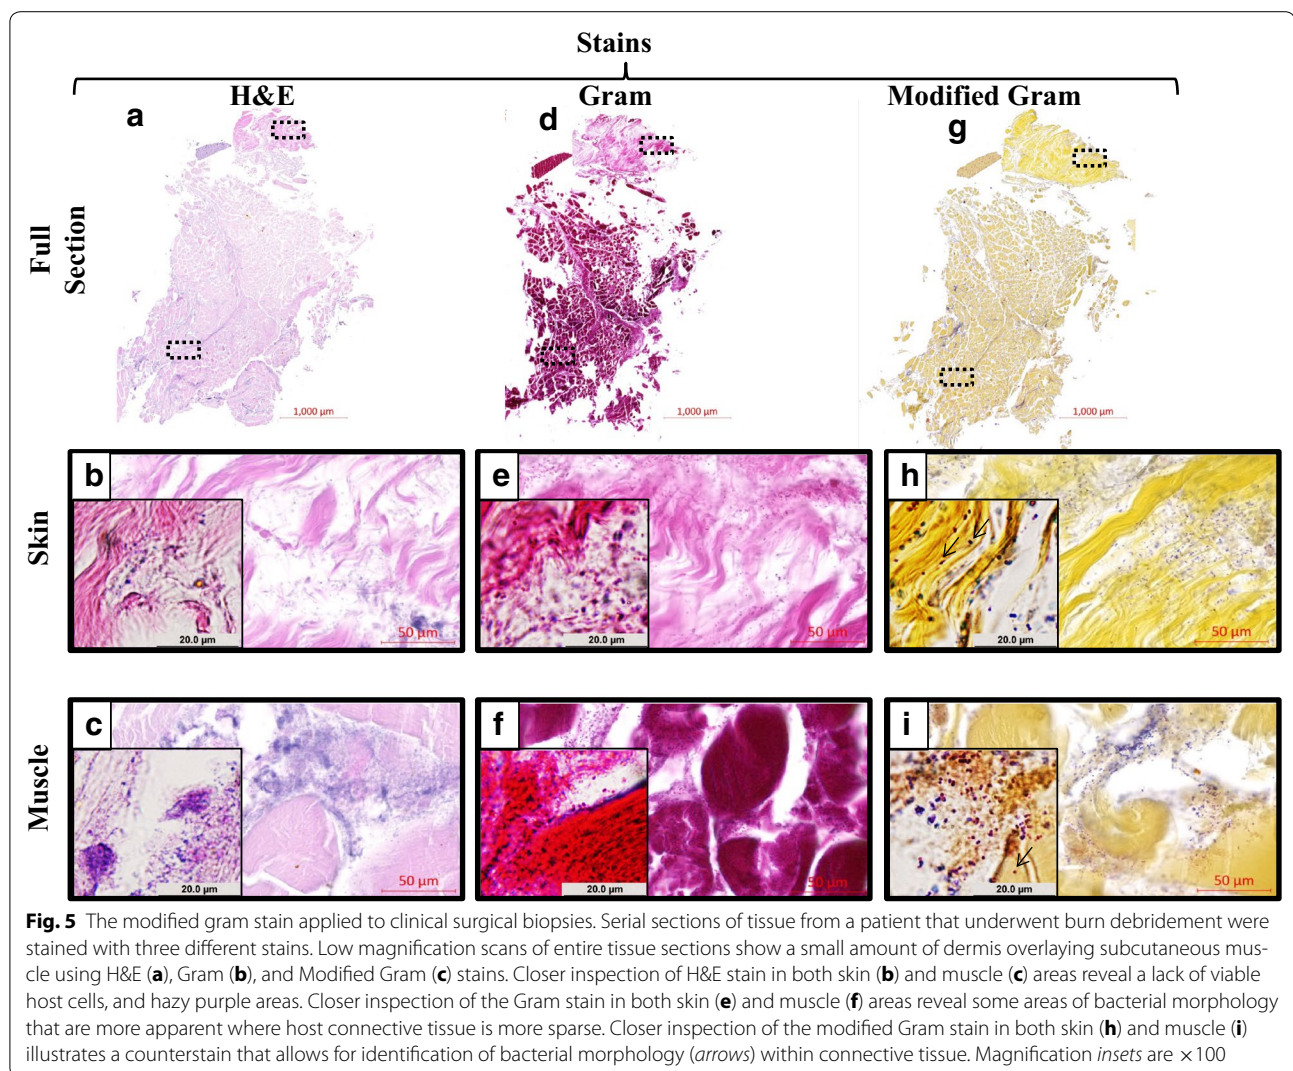 Stains
H&E Gram Modified Gram
a d g
Full
Section
1,000 µm 1,000 µm 1,000 µm
b e h
Skin
20.0 µm 50 µm 20.0 µm 50 µm 20.0 µm 50 µm
c f i
Muscle
20.0 µm 50 µm 20.0 µm 50 µm 20.0 µm 50 µm
Fig. 5 The modified gram stain applied to clinical surgical biopsies. Serial sections of tissue from a patient that underwent burn debridement were
stained with three different stains. Low magnification scans of entire tissue sections show a small amount of dermis overlaying subcutaneous mus-
cle using H&E (a), Gram (b), and Modified Gram (c) stains. Closer inspection of H&E stain in both skin (b) and muscle (c) areas reveal a lack of viable
host cells, and hazy purple areas. Closer inspection of the Gram stain in both skin (e) and muscle (f) areas reveal some areas of bacterial morphology
that are more apparent where host connective tissue is more sparse. Closer inspection of the modified Gram stain in both skin (h) and muscle (i)
illustrates a counterstain that allows for identification of bacterial morphology (arrows) within connective tissue. Magnification insets are ×100